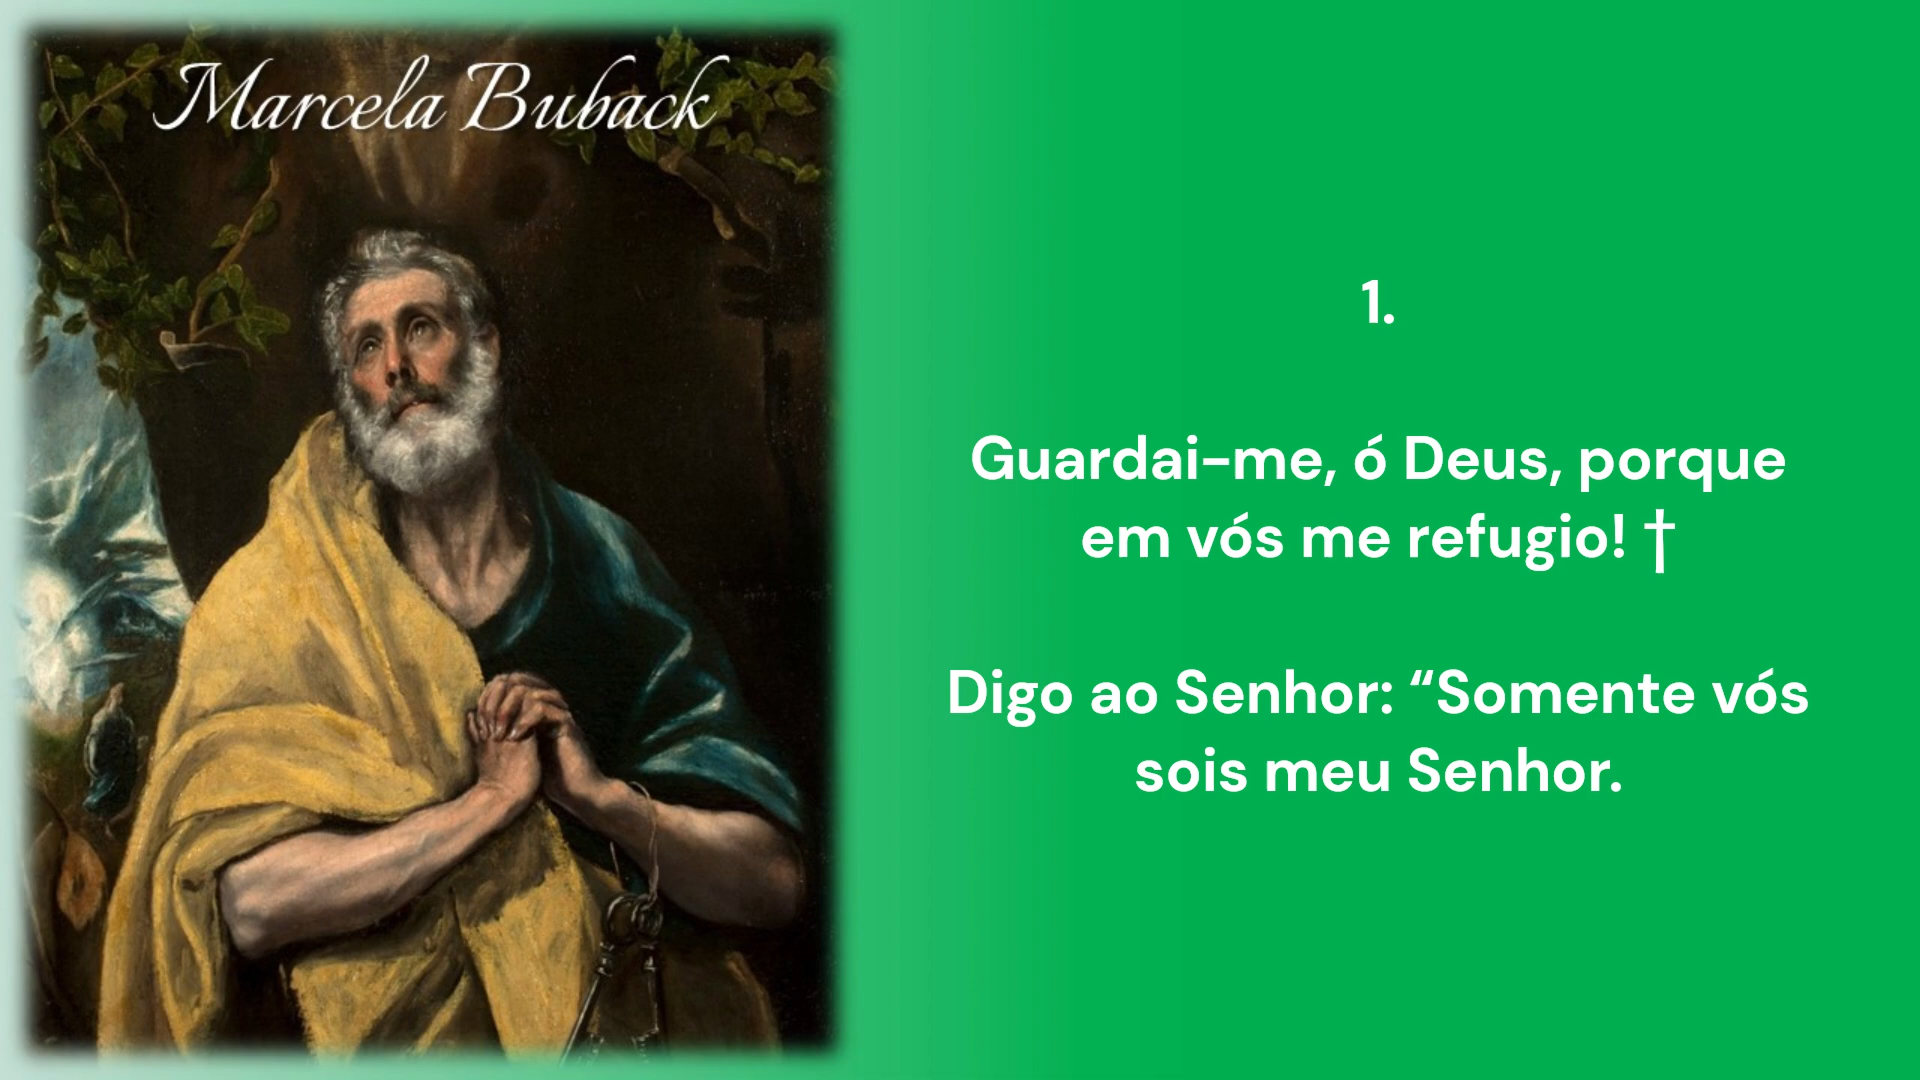 Marcela Buback
1.
Guardai-me, ó Deus, porque
em vós me refugio! †
Digo ao Senhor: “Somente vós
sois meu Senhor.